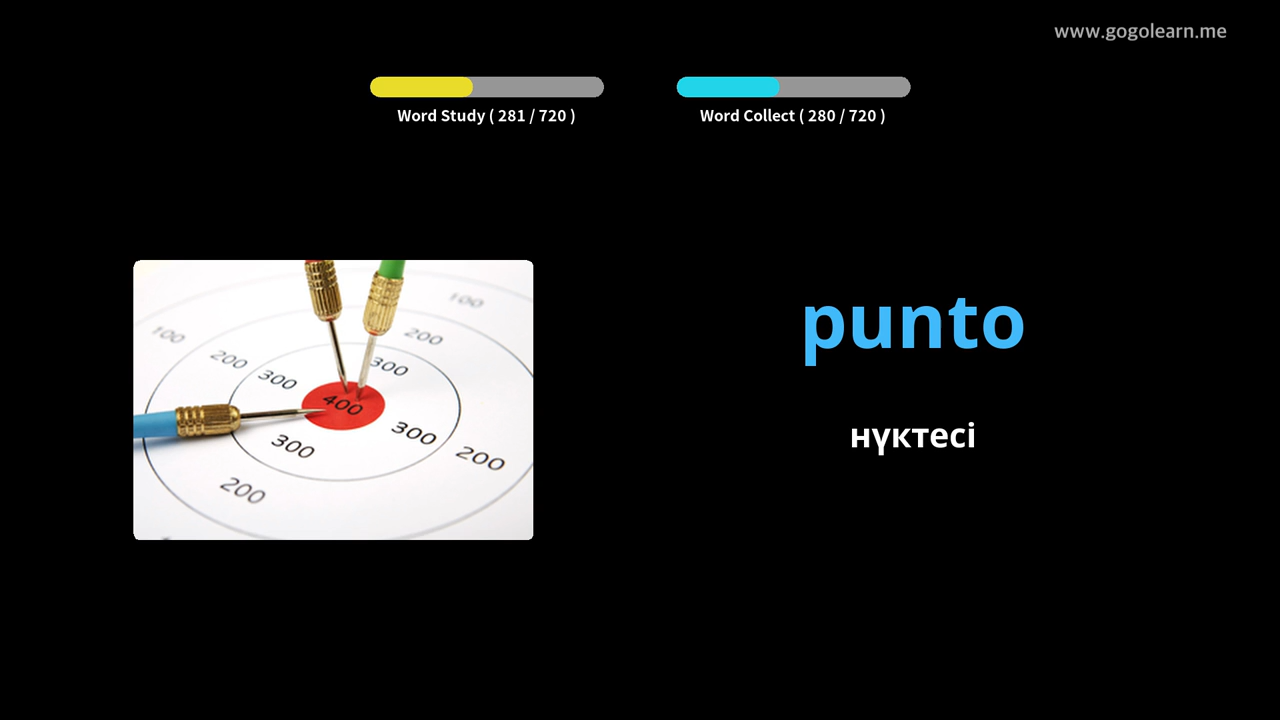 www.gogolearn.me
Word Study ( 281 / 720 )
Word Collect ( 280 / 720 )
punto
нүктесі
100
100
200
200
300
300
400
300
300
200
200